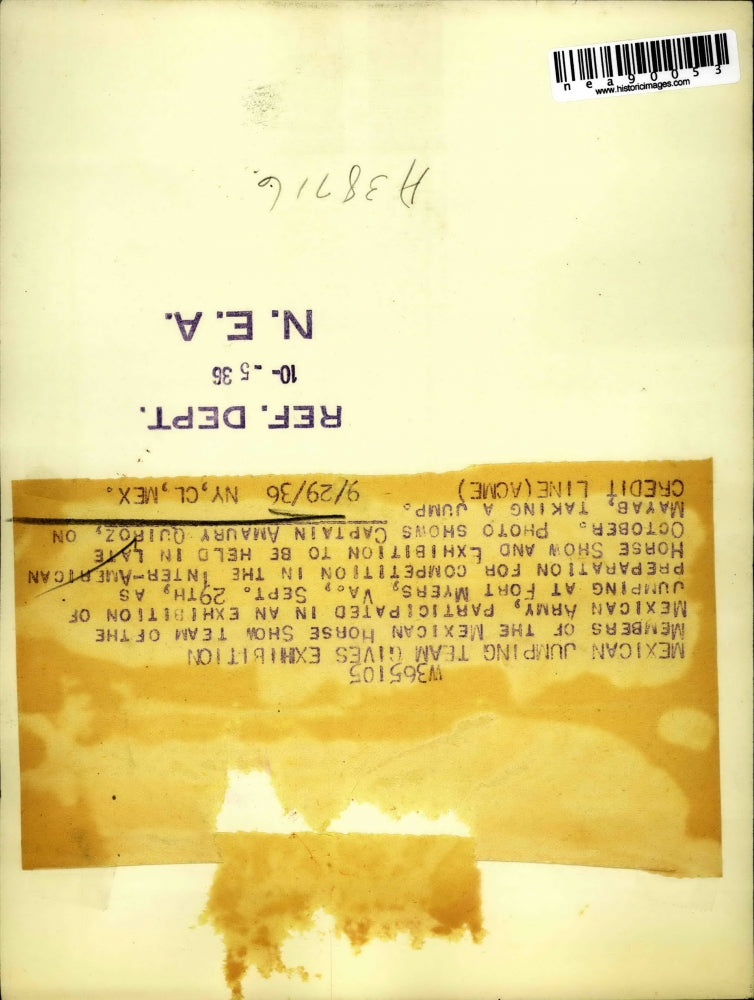 nea90053
www.historicimages.com
W365105
MEXICAN JUMPING TEAM GIVES EXHIBITION
MEMBERS OF THE MEXICAN HORSE SHOW TEAM OF THE
MEXICAN ARMY, PARTICIPATED IN AN EXHIBITION OF
JUMPING AT FORT MYERS, VA., SEPT. 29TH, AS
PREPARATION FOR COMPETITION IN THE INTER-AMERICAN
HORSE SHOW AND EXHIBITION TO BE HELD IN LATE
OCTOBER. PHOTO SHOWS CAPTAIN AMAURY QUIROZ, ON
MAYAB, TAKING A JUMP.
CREDIT LINE (ACME) 9/29/36 NY, CL, MEX.
REF. DEPT.
10-5 36
N.E.A.
H38716